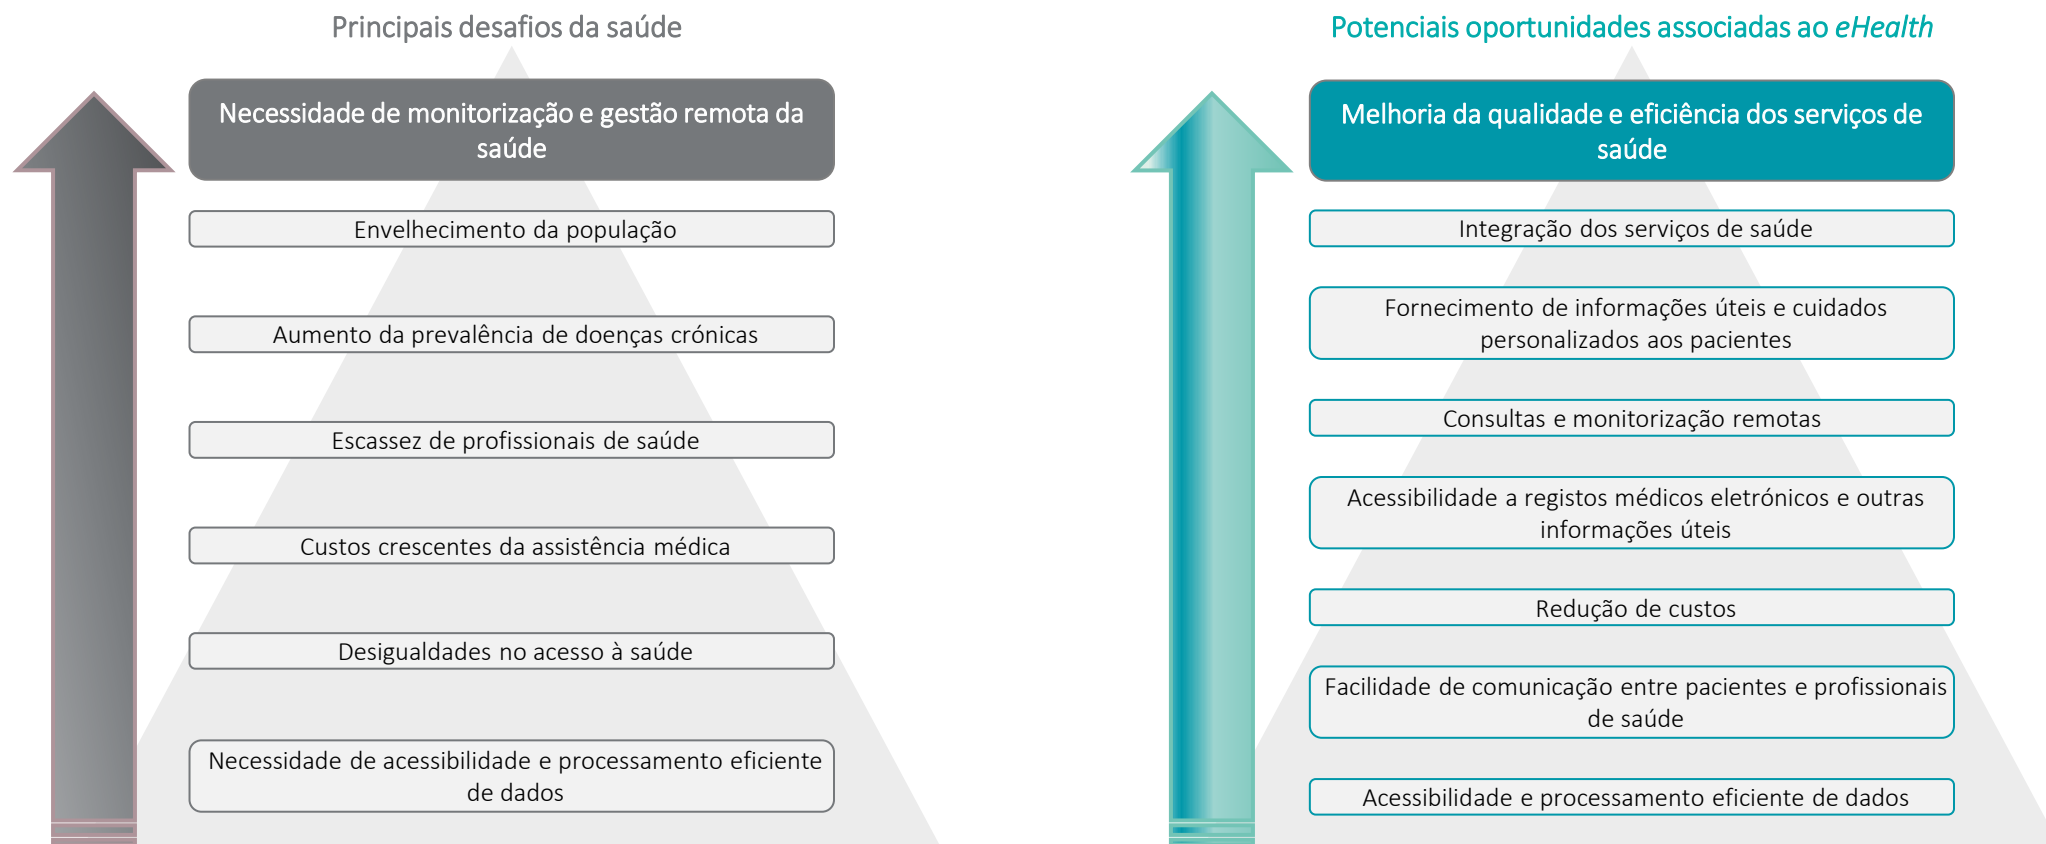 Principais desafios da saúde
Necessidade de monitorização e gestão remota da
saúde
Envelhecimento da população
Aumento da prevalência de doenças crónicas
Escassez de profissionais de saúde
Custos crescentes da assistência médica
Desigualdades no acesso à saúde
Necessidade de acessibilidade e processamento eficiente
de dados
Potenciais oportunidades associadas ao eHealth
Melhoria da qualidade e eficiência dos serviços de
saúde
Integração dos serviços de saúde
Fornecimento de informações úteis e cuidados
personalizados aos pacientes
Consultas e monitorização remotas
Acessibilidade a registos médicos eletrónicos e outras
informações úteis
Redução de custos
Facilidade de comunicação entre pacientes e profissionais
de saúde
Acessibilidade e processamento eficiente de dados